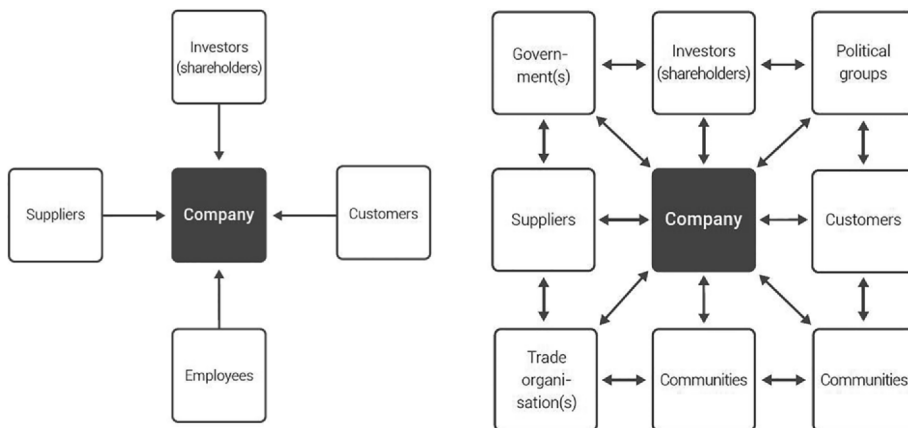 Investors
(shareholders)
Suppliers
Company
Customers
Employees
Govern-
ment(s)
Investors
(shareholders)
Political
groups
Suppliers
Company
Customers
Trade
organi-
sation(s)
Communities
Communities